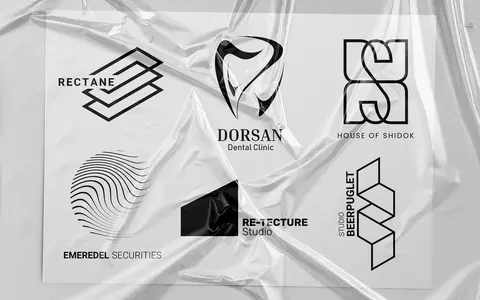 RECTANE
DORSAN
Dental Clinic
HOUSE OF SHIDOK
EMEREDEL SECURITIES
RE-TECTURE
Studio
STUDIO
BEERPUGLET